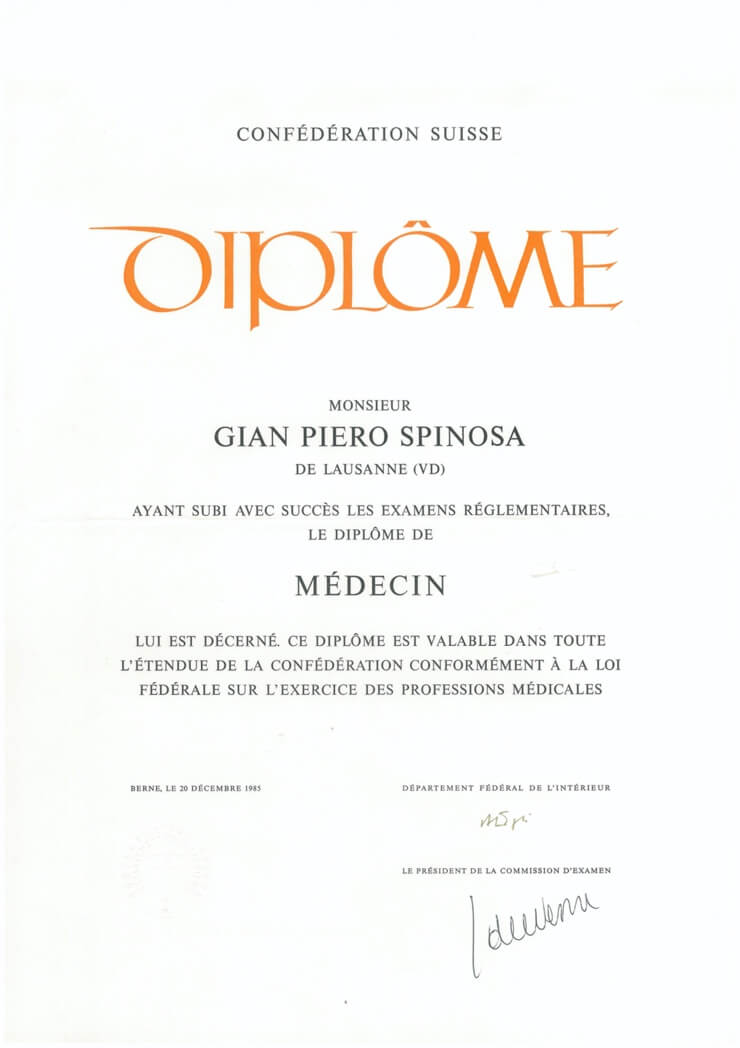 CONFÉDÉRATION SUISSE
DIPLÔME
MONSIEUR
GIAN PIERO SPINOSA
DE LAUSANNE (VD)
AYANT SUBI AVEC SUCCÈS LES EXAMENS RÉGLEMENTAIRES,
LE DIPLÔME DE
MÉDECIN
LUI EST DÉCERNÉ. CE DIPLÔME EST VALABLE DANS TOUTE
L'ÉTENDUE DE LA CONFÉDÉRATION CONFORMÉMENT À LA LOI
FÉDÉRALE SUR L'EXERCICE DES PROFESSIONS MÉDICALES
BERNE, LE 20 DÉCEMBRE 1985
DÉPARTEMENT FÉDÉRAL DE L'INTÉRIEUR
LE PRÉSIDENT DE LA COMMISSION D'EXAMEN